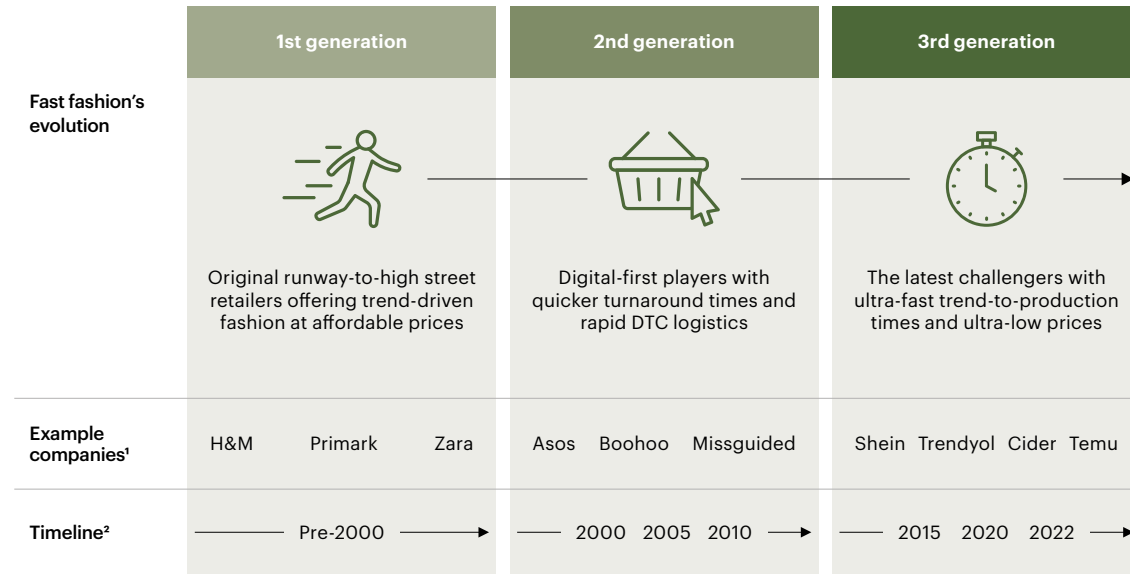 1st generation
2nd generation
3rd generation
Fast fashion's
evolution
Original runway-to-high street
retailers offering trend-driven
fashion at affordable prices
Digital-first players with
quicker turnaround times and
rapid DTC logistics
The latest challengers with
ultra-fast trend-to-production
times and ultra-low prices
Example
companies¹
H&M Primark Zara
Asos Boohoo Missguided
Shein Trendyol Cider Temu
Timeline²
Pre-2000
2000 2005 2010
2015 2020 2022